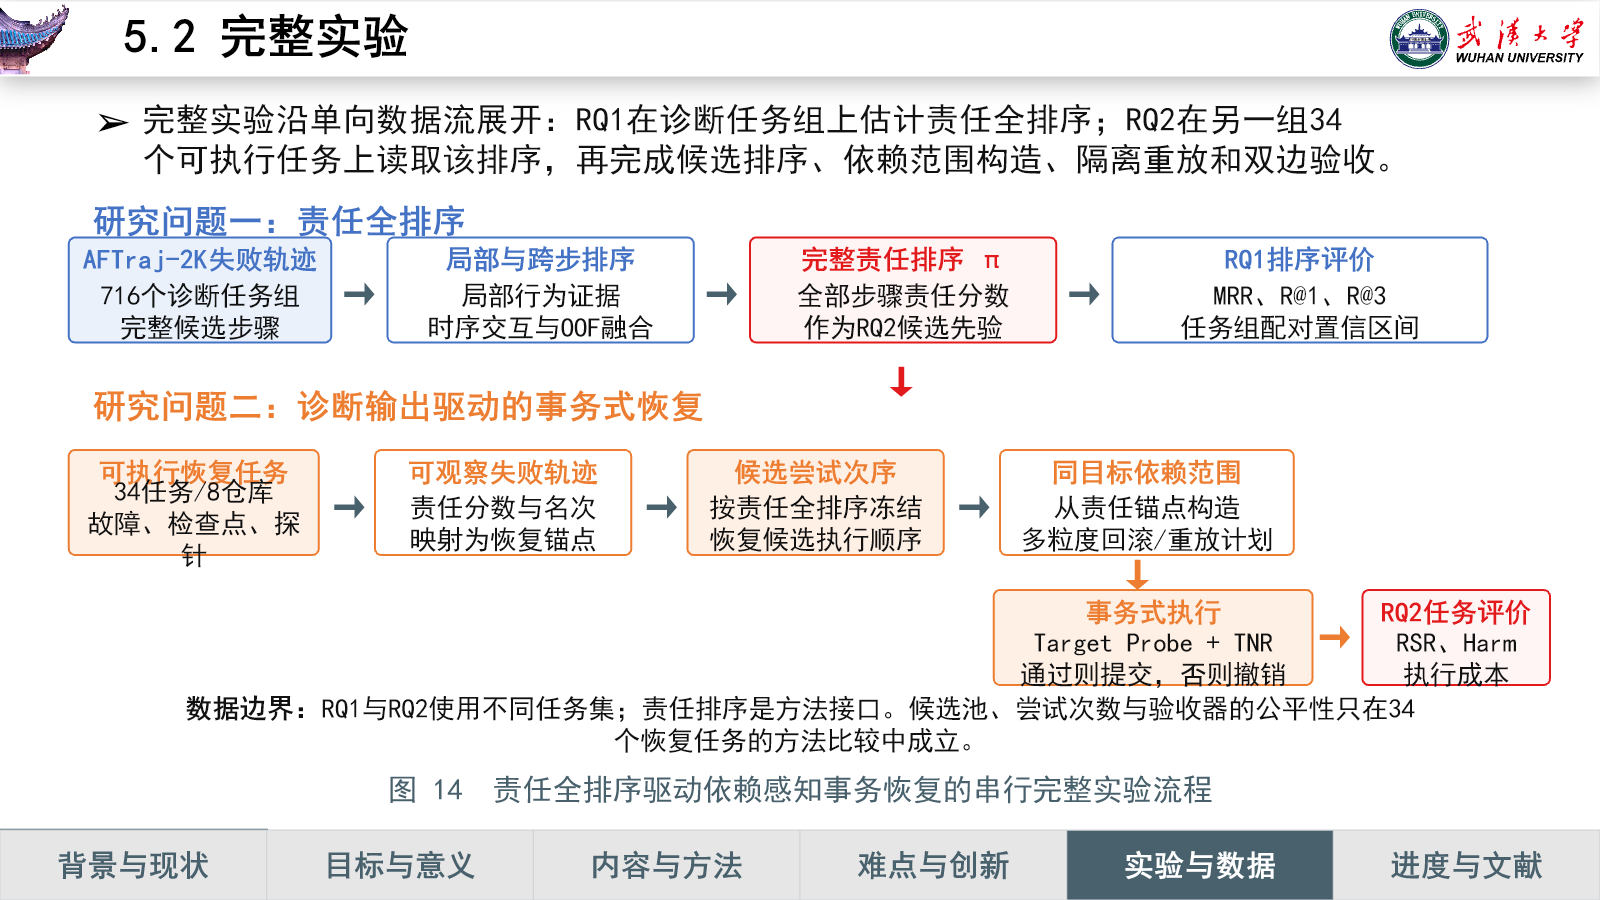 5.2 完整实验
武汉大学
WUHAN UNIVERSITY
➢ 完整实验沿单向数据流展开：RQ1在诊断任务组上估计责任全排序；RQ2在另一组34
个可执行任务上读取该排序，再完成候选排序、依赖范围构造、隔离重放和双边验收。
研究问题一：责任全排序
AFTraj-2K失败轨迹
716个诊断任务组
完整候选步骤
局部与跨步排序
局部行为证据
时序交互与OOF融合
完整责任排序 π
全部步骤责任分数
作为RQ2候选先验
RQ1排序评价
MRR、R@1、R@3
任务组配对置信区间
研究问题二：诊断输出驱动的事务式恢复
可执行恢复任务
34任务/8仓库
故障、检查点、探
针
可观察失败轨迹
责任分数与名次
映射为恢复锚点
候选尝试次序
按责任全排序冻结
恢复候选执行顺序
同目标依赖范围
从责任锚点构造
多粒度回滚/重放计划
事务式执行
Target Probe + TNR
通过则提交，否则撤销
RQ2任务评价
RSR、Harm
执行成本
数据边界：RQ1与RQ2使用不同任务集；责任排序是方法接口。候选池、尝试次数与验收器的公平性只在34
个恢复任务的方法比较中成立。
图 14 责任全排序驱动依赖感知事务恢复的串行完整实验流程
背景与现状
目标与意义
内容与方法
难点与创新
实验与数据
进度与文献